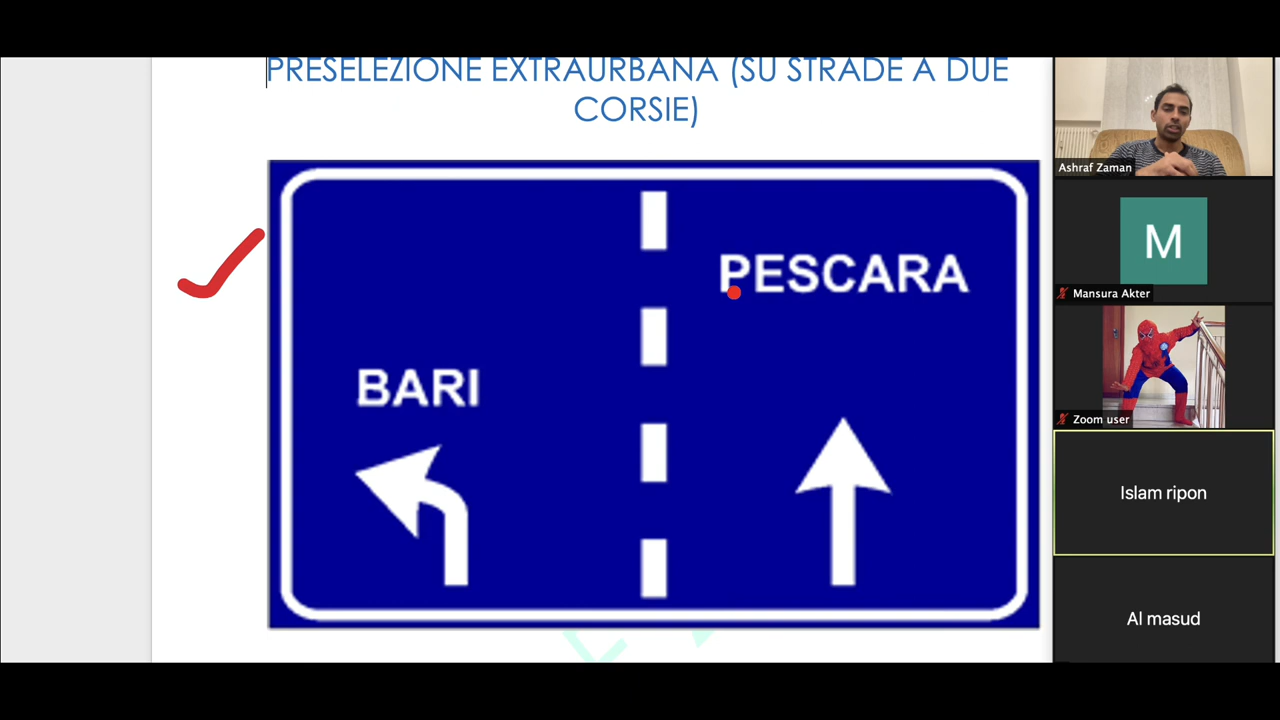 PRESELEZIONE EXTRAURBANA (SU STRADE A DUE
CORSIE)
PESCARA
BARI
Ashraf Zaman
M
Mansura Akter
Zoom user
Islam ripon
Al masud